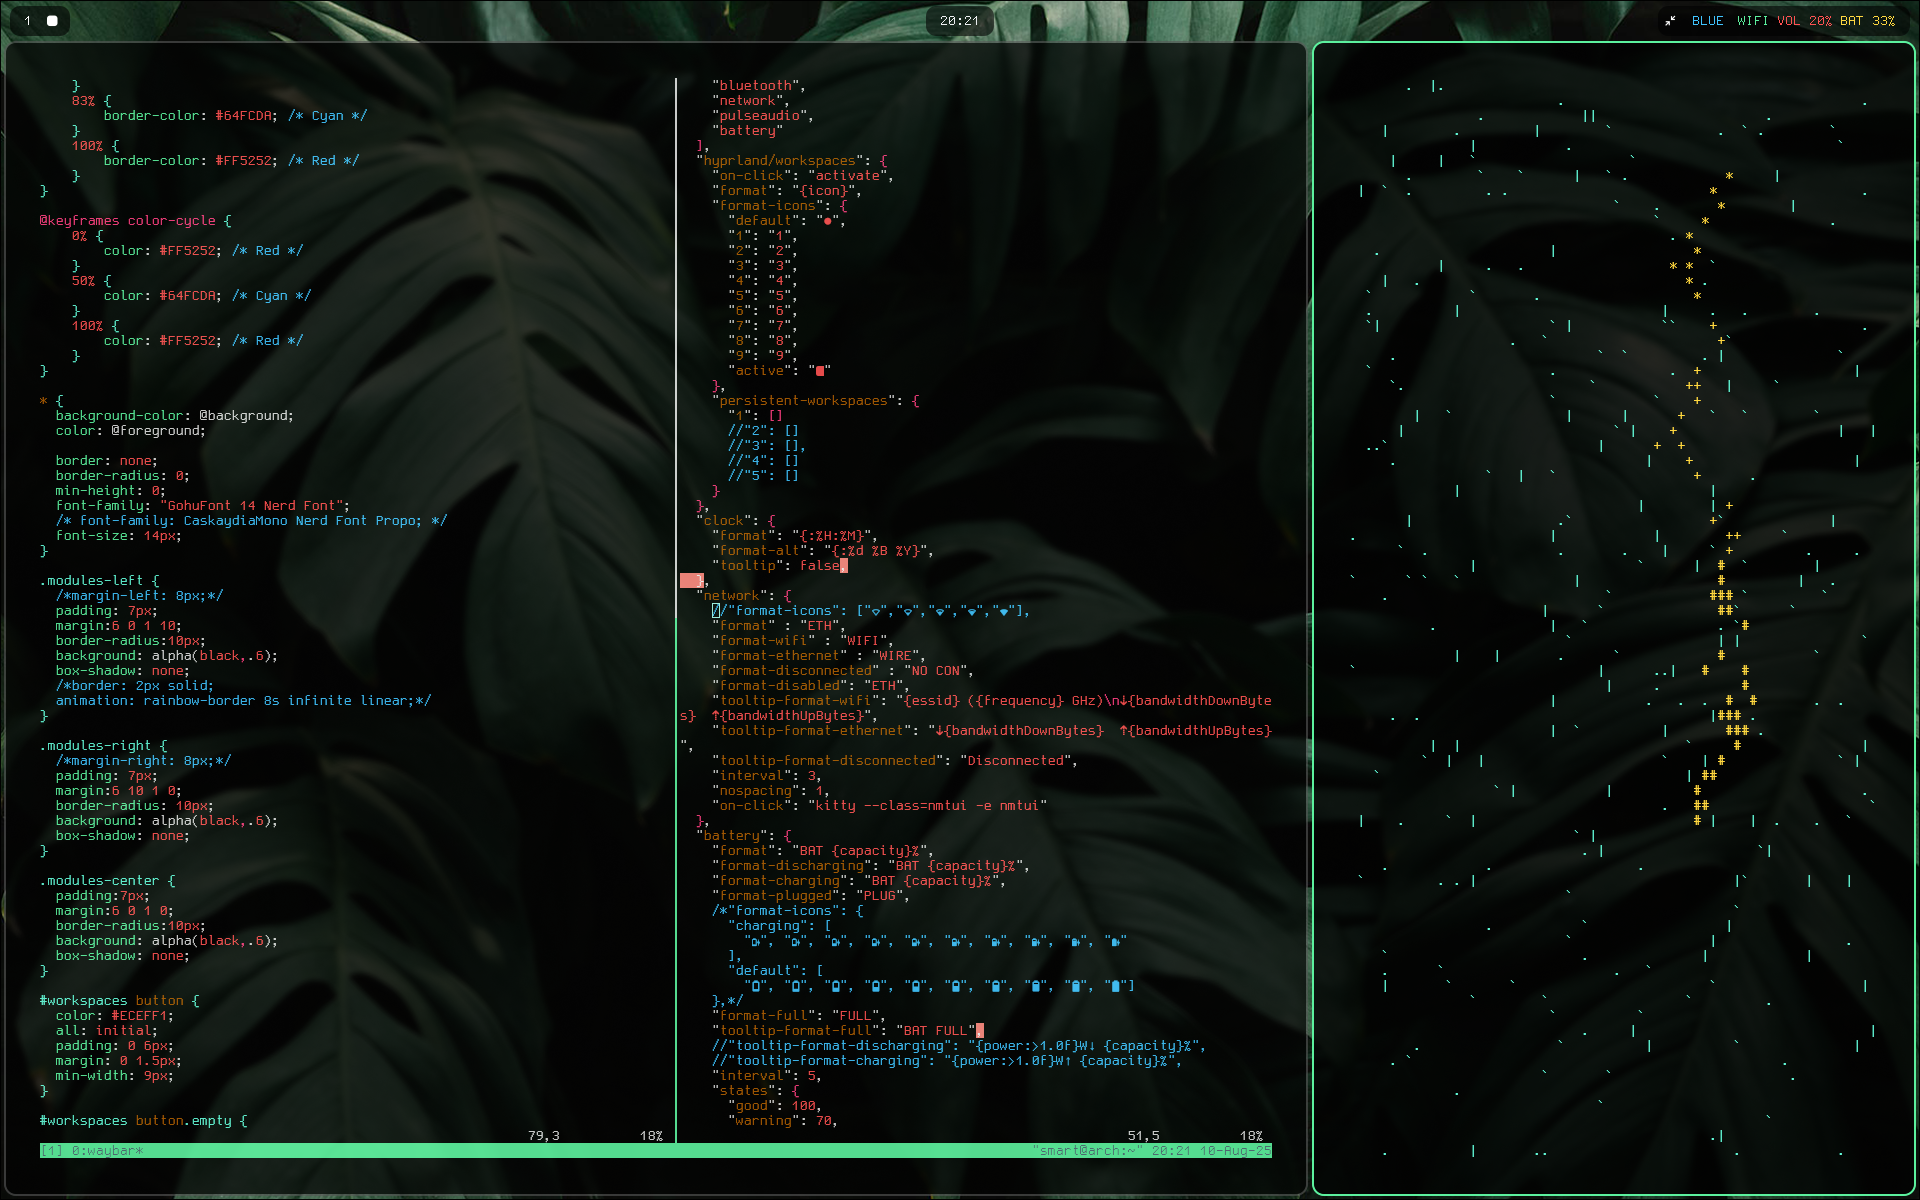 1
20:21
BLUE WIFI VOL 20% BAT 33%
    }
    83% {
        border-color: #64FCDA; /* Cyan */
    }
    100% {
        border-color: #FF5252; /* Red */
    }
}
@keyframes color-cycle {
    0% {
        color: #FF5252; /* Red */
    }
    50% {
        color: #64FCDA; /* Cyan */
    }
    100% {
        color: #FF5252; /* Red */
    }
}
* {
  background-color: @background;
  color: @foreground;
  border: none;
  border-radius: 0;
  min-height: 0;
  font-family: "GohuFont 14 Nerd Font";
  /* font-family: CaskaydiaMono Nerd Font Propo; */
  font-size: 14px;
}
.modules-left {
  /*margin-left: 8px;*/
  padding: 7px;
  margin:6 0 1 10;
  border-radius:10px;
  background: alpha(black,.6);
  box-shadow: none;
  /*border: 2px solid;
  animation: rainbow-border 8s infinite linear;*/
}
.modules-right {
  /*margin-right: 8px;*/
  padding: 7px;
  margin:6 10 1 0;
  border-radius: 10px;
  background: alpha(black,.6);
  box-shadow: none;
}
.modules-center {
  padding:7px;
  margin:6 0 1 0;
  border-radius:10px;
  background: alpha(black,.6);
  box-shadow: none;
}
#workspaces button {
  color: #ECEFF1;
  all: initial;
  padding: 0 6px;
  margin: 0 1.5px;
  min-width: 9px;
}
#workspaces button.empty {
79,3 18%
    "bluetooth",
    "network",
    "pulseaudio",
    "battery"
  ],
  "hyprland/workspaces": {
    "on-click": "activate",
    "format": "{icon}",
    "format-icons": {
      "default": "●",
      "1": "1",
      "2": "2",
      "3": "3",
      "4": "4",
      "5": "5",
      "6": "6",
      "7": "7",
      "8": "8",
      "9": "9",
      "active": "■"
    },
    "persistent-workspaces": {
      "1": []
      //"2": []
      //"3": [],
      //"4": []
      //"5": []
    }
  },
  "clock": {
    "format": "{:%H:%M}",
    "format-alt": "{:%d %B %Y}",
    "tooltip": false,
  },
  "network": {
    //"format-icons": ["","","","",""],
    "format" : "ETH",
    "format-wifi" : "WIFI",
    "format-ethernet" : "WIRE",
    "format-disconnected" : "NO CON",
    "format-disabled": "ETH",
    "tooltip-format-wifi": "{essid} ({frequency} GHz)\n↓{bandwidthDownByte
s}  ↑{bandwidthUpBytes}",
    "tooltip-format-ethernet": "↓{bandwidthDownBytes}  ↑{bandwidthUpBytes}
",
    "tooltip-format-disconnected": "Disconnected",
    "interval": 3,
    "nospacing": 1,
    "on-click": "kitty --class=nmtui -e nmtui"
  },
  "battery": {
    "format": "BAT {capacity}%",
    "format-discharging": "BAT {capacity}%",
    "format-charging": "BAT {capacity}%",
    "format-plugged": "PLUG",
    /*"format-icons": {
      "charging": [
        "", "", "", "", "", "", "", "", "", ""
      ],
      "default": [
        "", "", "", "", "", "", "", "", "", ""]
    },*/
    "format-full": "FULL",
    "tooltip-format-full": "BAT FULL",
    //"tooltip-format-discharging": "{power:>1.0f}W↓ {capacity}%",
    //"tooltip-format-charging": "{power:>1.0f}W↑ {capacity}%",
    "interval": 5,
    "states": {
      "good": 100,
      "warning": 70,
51,5 18%
[1] 0:waybar*
"smart@arch:~" 20:21 10-Aug-25